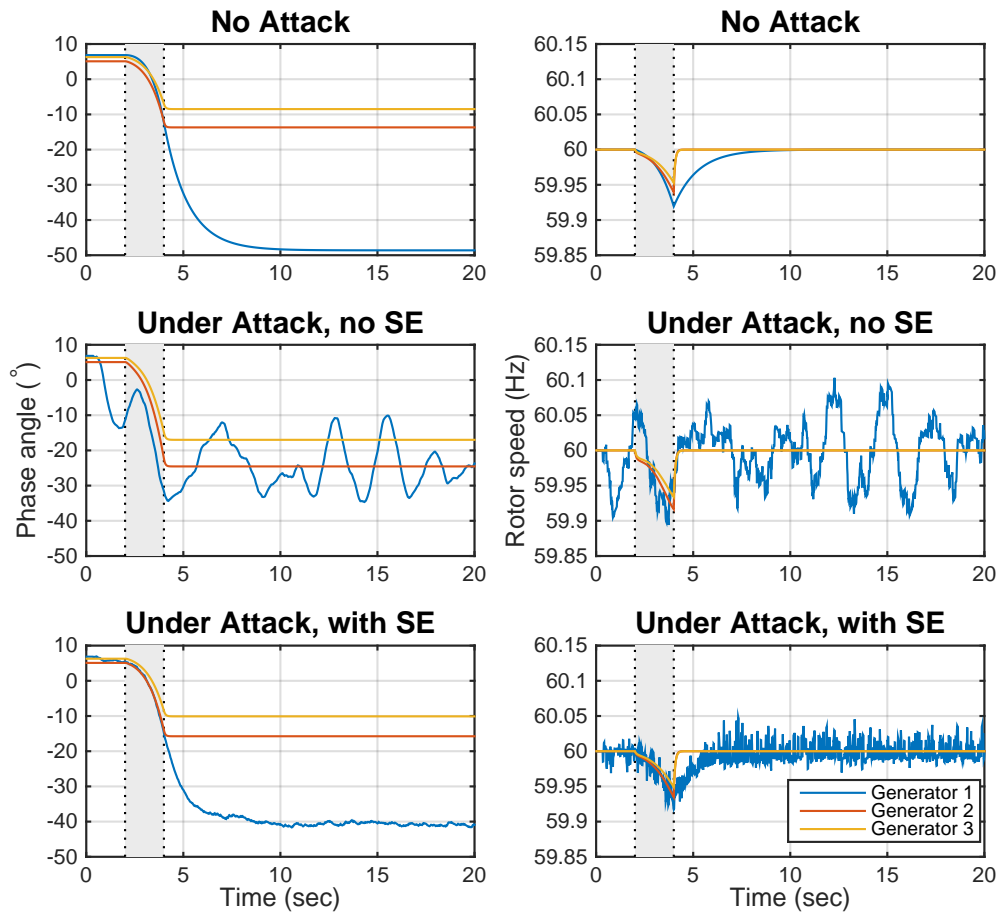 No Attack
10
0
-10
-20
-30
-40
-50
0 5 10 15 20
No Attack
60.15
60.1
60.05
60
59.95
59.9
59.85
0 5 10 15 20
Under Attack, no SE
Phase angle (°)
10
0
-10
-20
-30
-40
-50
0 5 10 15 20
Under Attack, no SE
Rotor speed (Hz)
60.15
60.1
60.05
60
59.95
59.9
59.85
0 5 10 15 20
Under Attack, with SE
10
0
-10
-20
-30
-40
-50
0 5 10 15 20
Time (sec)
Under Attack, with SE
60.15
60.1
60.05
60
59.95
59.9
59.85
Generator 1
Generator 2
Generator 3
0 5 10 15 20
Time (sec)